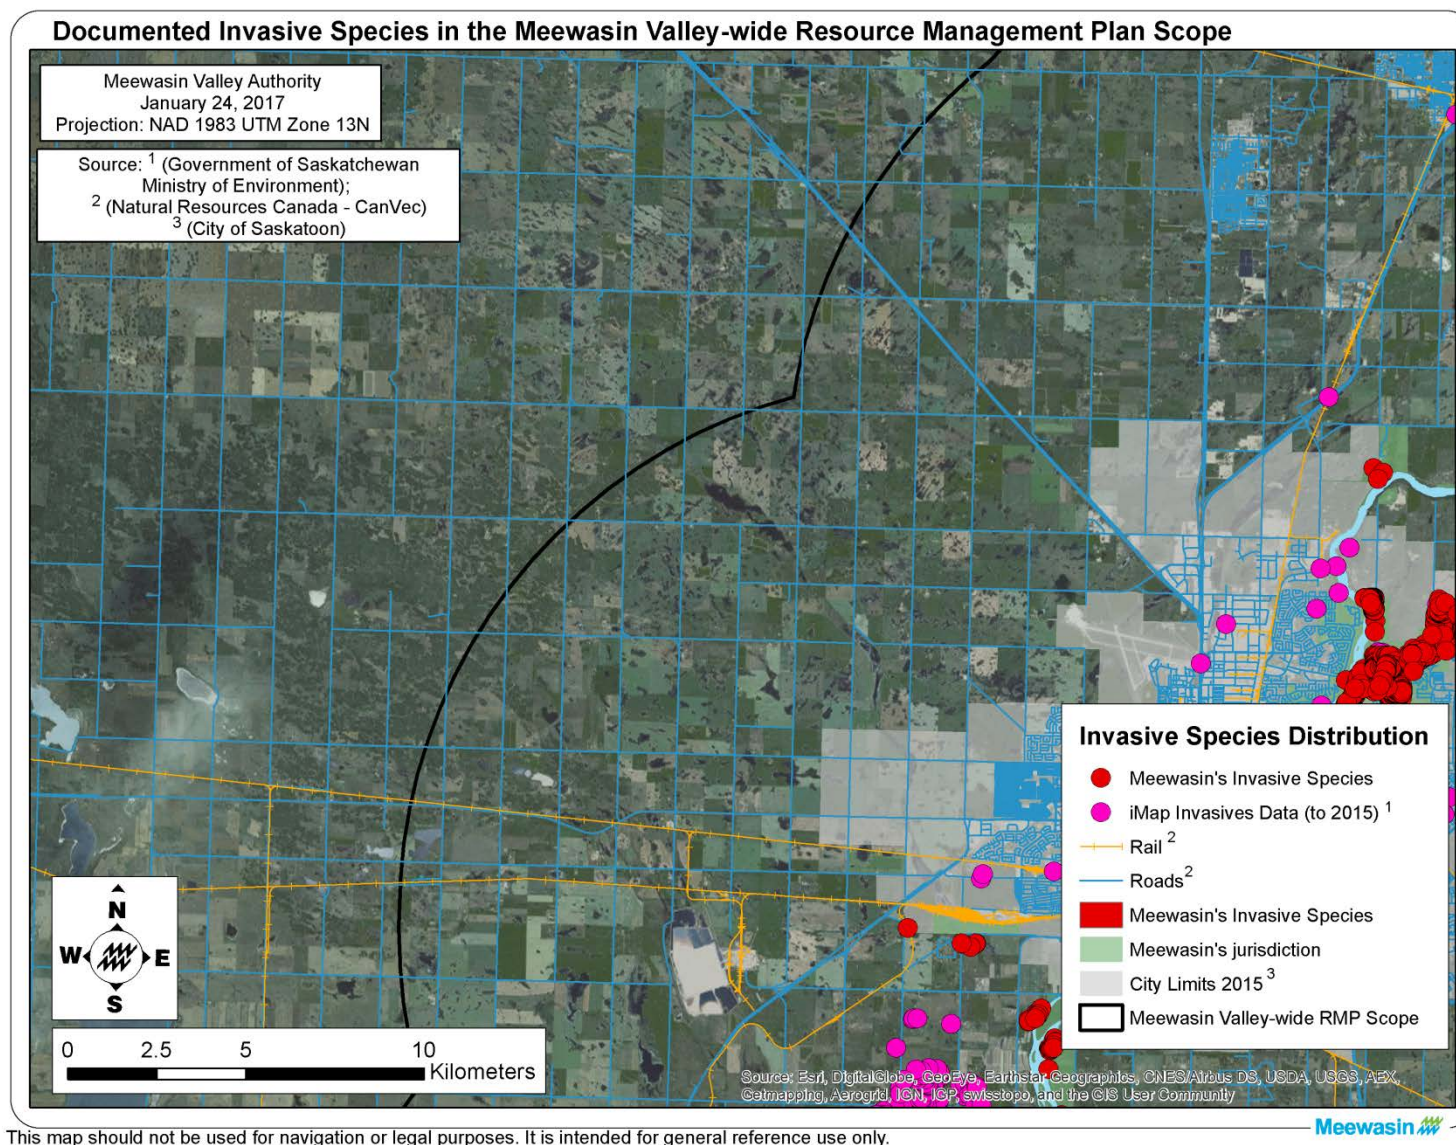 Documented Invasive Species in the Meewasin Valley-wide Resource Management Plan Scope
Meewasin Valley Authority
January 24, 2017
Projection: NAD 1983 UTM Zone 13N
Source: 1 (Government of Saskatchewan
Ministry of Environment);
2 (Natural Resources Canada - CanVec)
3 (City of Saskatoon)
Invasive Species Distribution
Meewasin's Invasive Species
iMap Invasives Data (to 2015) 1
Rail 2
Roads2
Meewasin's Invasive Species
Meewasin's jurisdiction
City Limits 2015 3
Meewasin Valley-wide RMP Scope
N
W E
S
0 2.5 5 10
Kilometers
Source: Esri, DigitalGlobe, GeoEye, Earthstar Geographics, CNES/Airbus DS, USDA, USGS, AEX,
Getmapping, Aerogrid, IGN, IGP, swisstopo, and the GIS User Community
This map should not be used for navigation or legal purposes. It is intended for general reference use only.
Meewasin